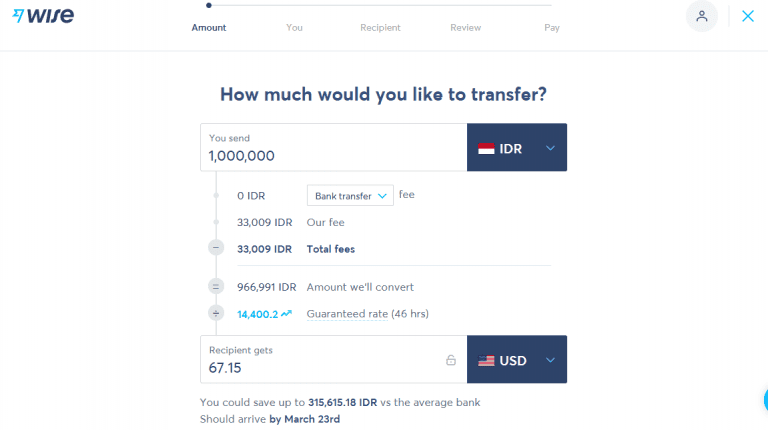 WISE
Amount You Recipient Review Pay
How much would you like to transfer?
You send
1,000,000
IDR
0 IDR Bank transfer fee
33,009 IDR Our fee
33,009 IDR Total fees
966,991 IDR Amount we'll convert
14,400.2 Guaranteed rate (46 hrs)
Recipient gets
67.15
USD
You could save up to 315,615.18 IDR vs the average bank
Should arrive by March 23rd